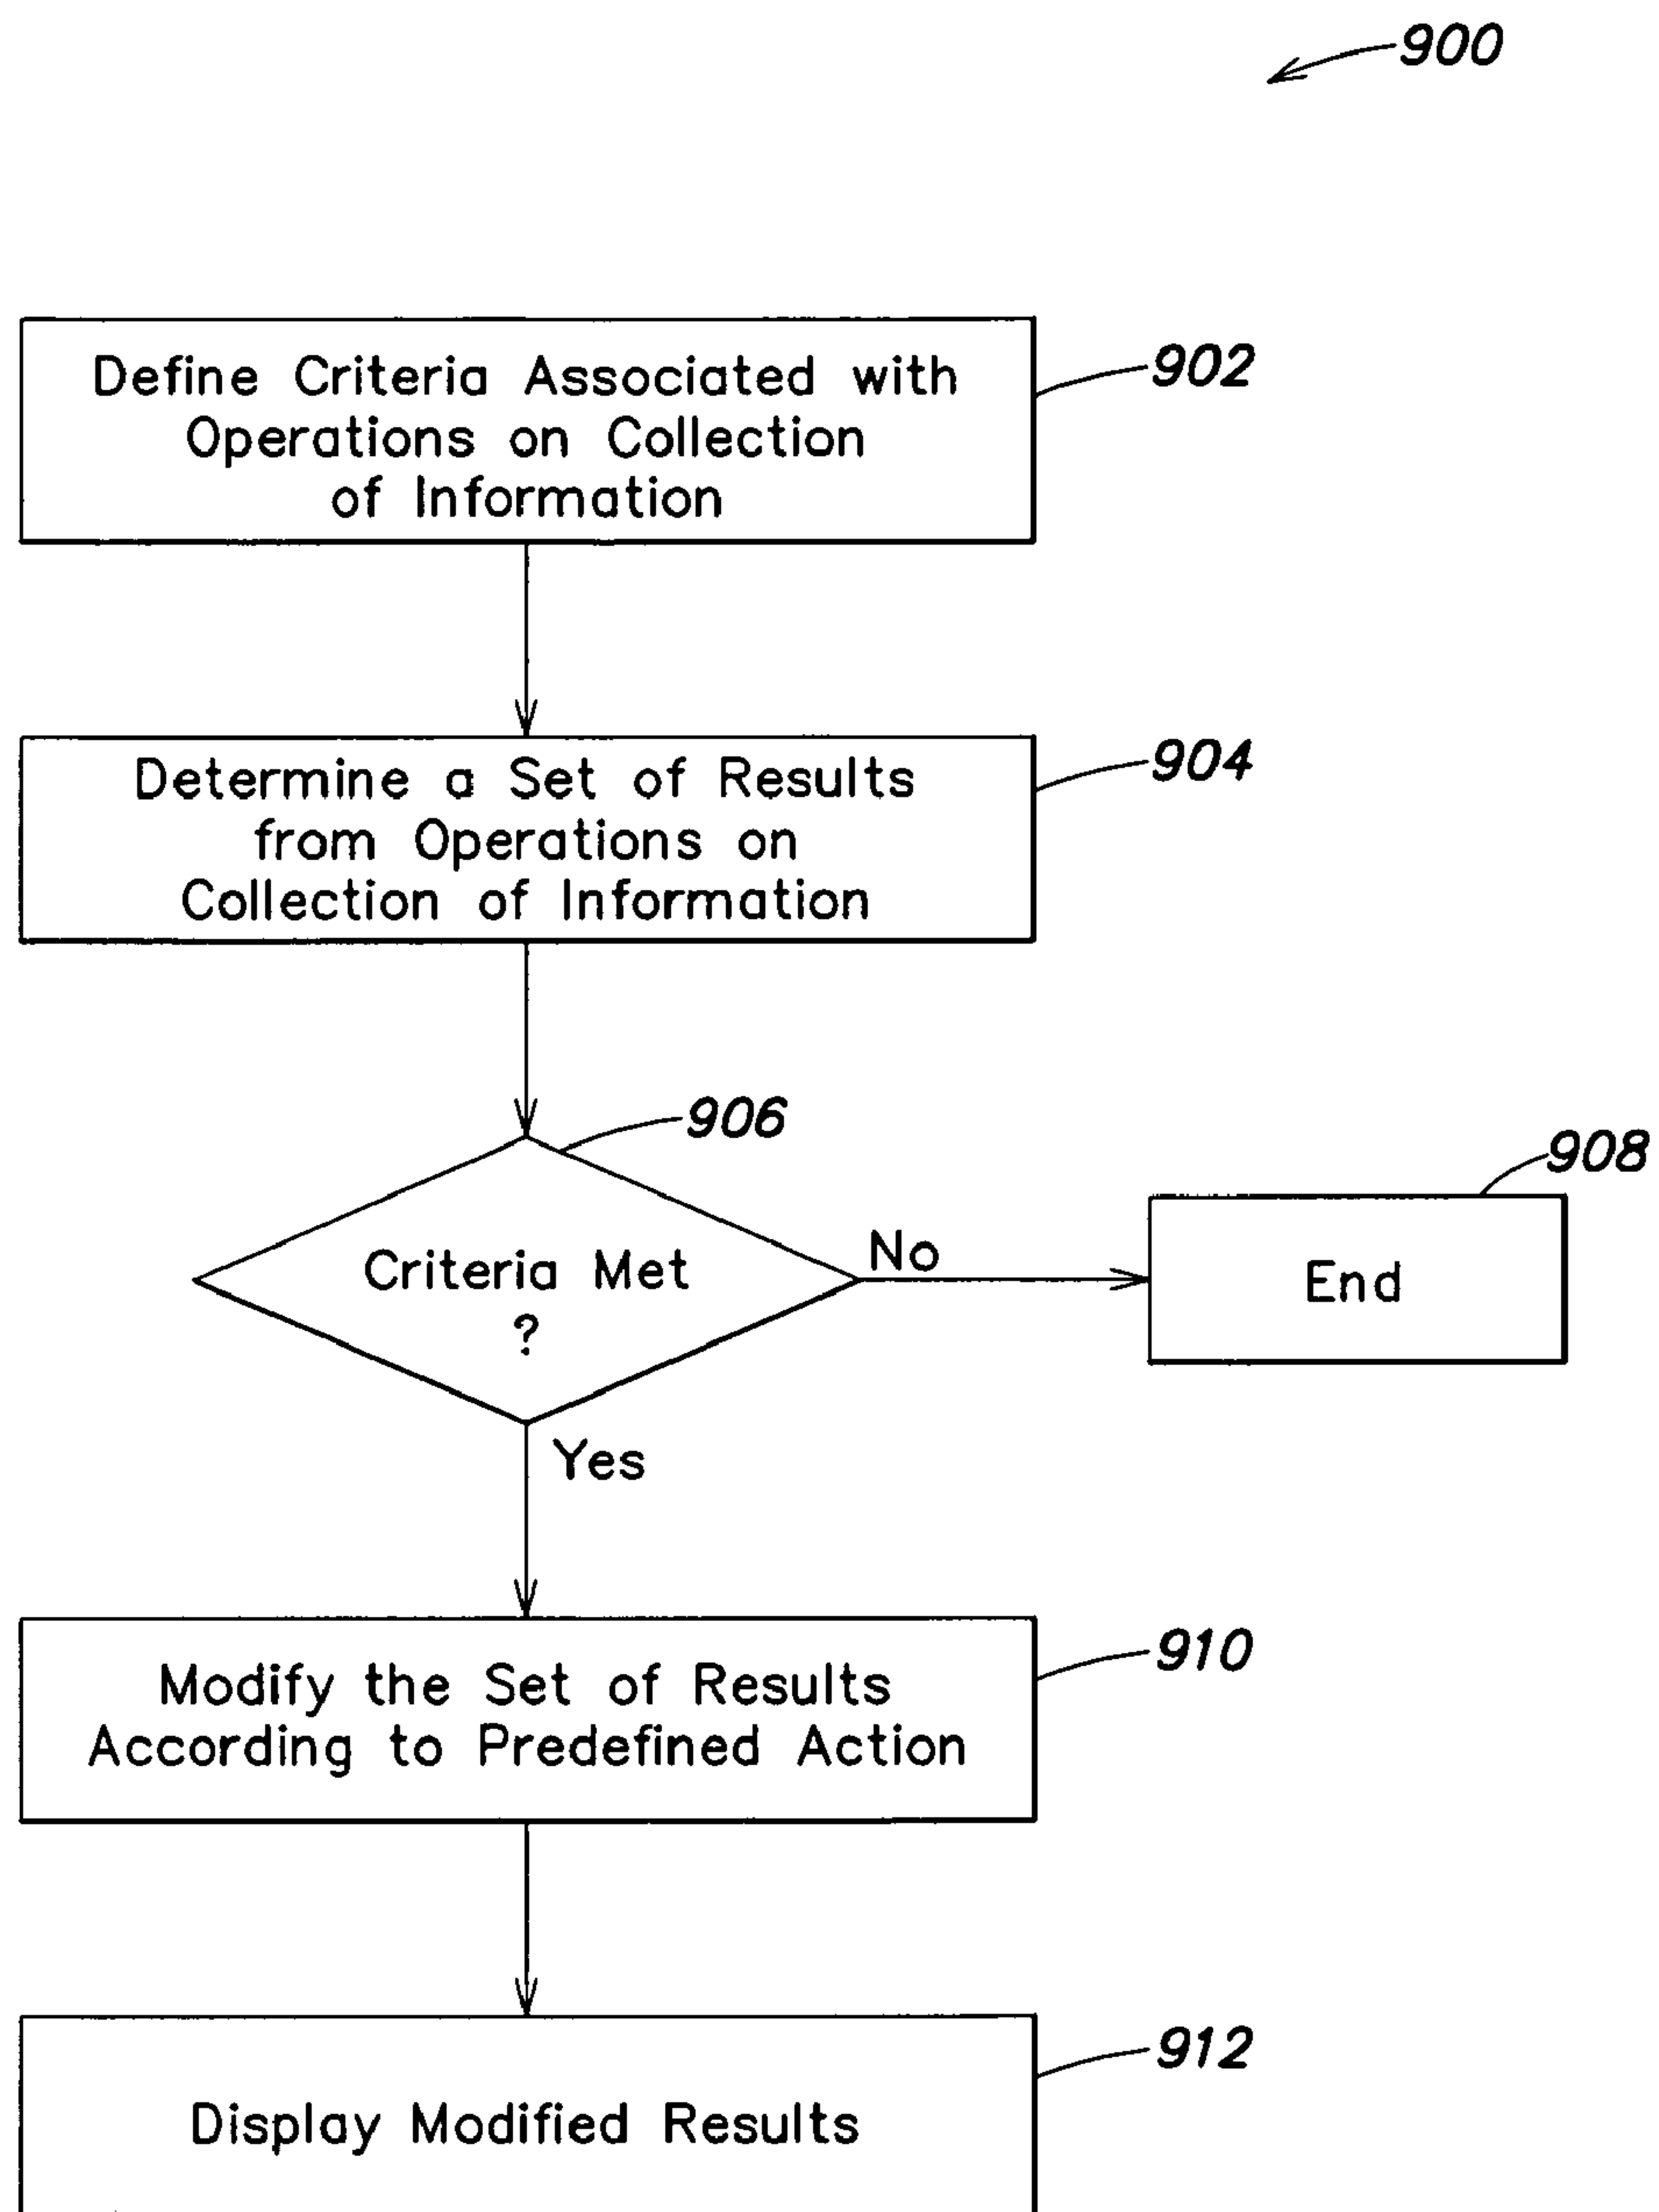 900
Define Criteria Associated with
Operations on Collection
of Information
902
Determine a Set of Results
from Operations on
Collection of Information
904
906
Criteria Met
?
No
908
End
Yes
Modify the Set of Results
According to Predefined Action
910
Display Modified Results
912